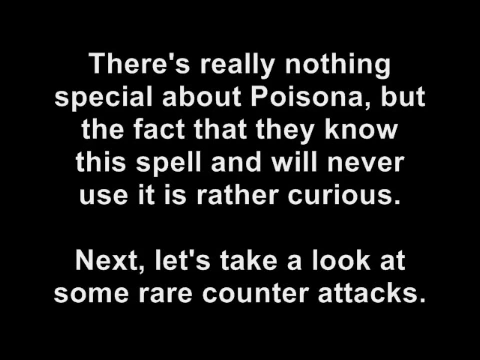 There's really nothing
special about Poisona, but
the fact that they know
this spell and will never
use it is rather curious.
Next, let's take a look at
some rare counter attacks.